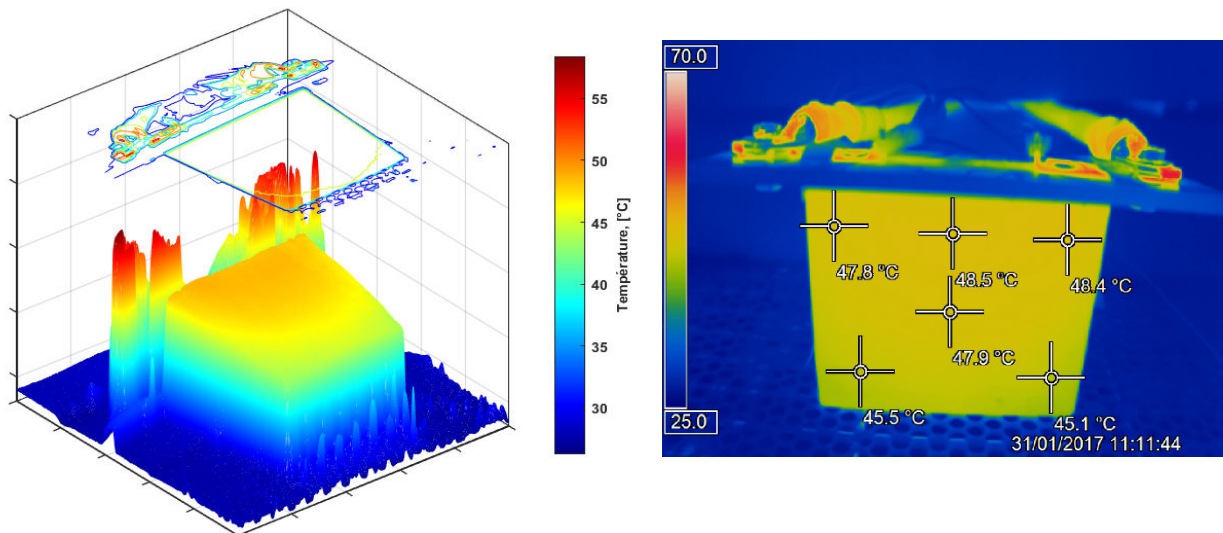 55
50
45
40
35
30
Température, [°C]
70.0
47.8 °C
48.5 °C
48.4 °C
47.9 °C
45.5 °C
45.1 °C
25.0
31/01/2017 11:11:44